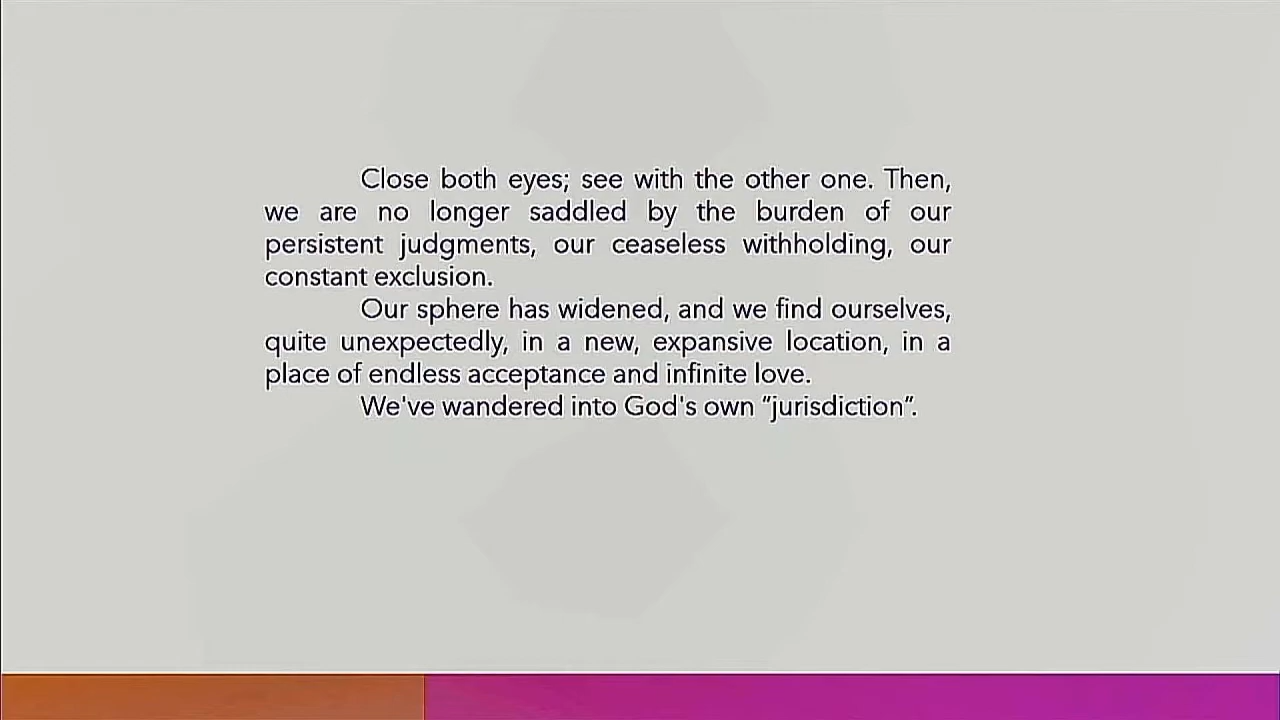 Close both eyes; see with the other one. Then,
we are no longer saddled by the burden of our
persistent judgments, our ceaseless withholding, our
constant exclusion.
Our sphere has widened, and we find ourselves,
quite unexpectedly, in a new, expansive location, in a
place of endless acceptance and infinite love.
We've wandered into God's own “jurisdiction”.